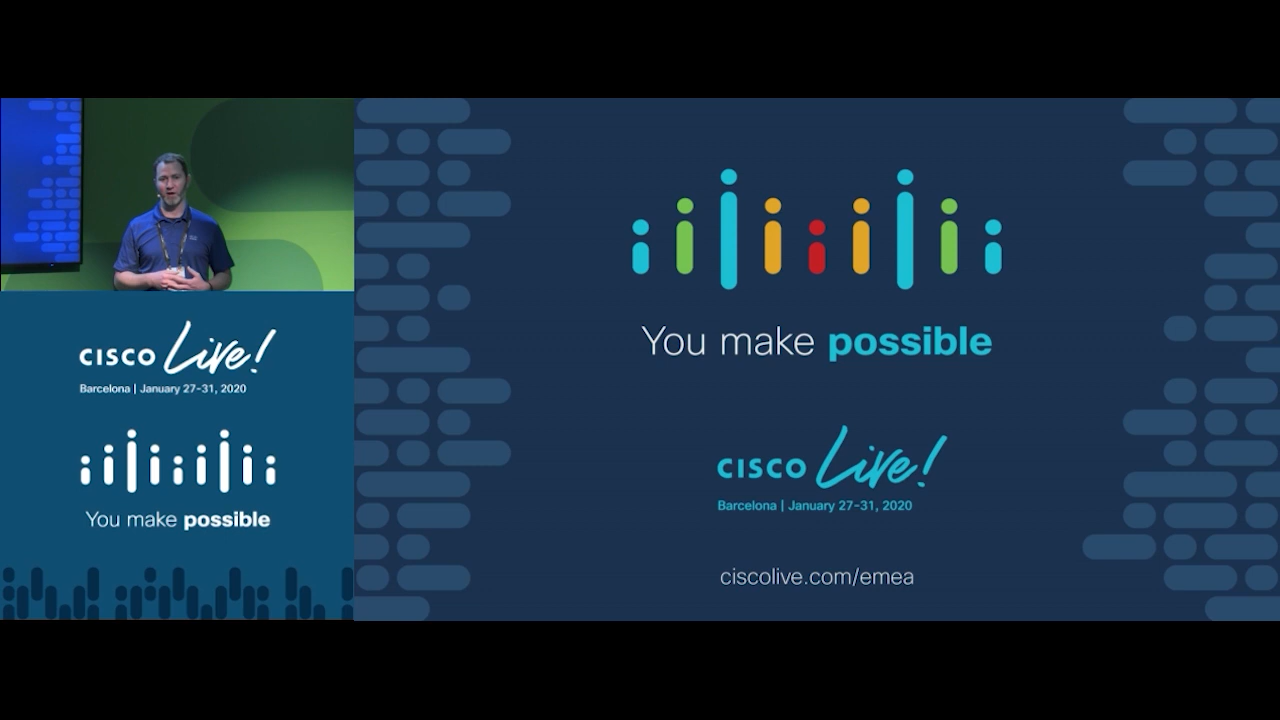 CISCO Live!
Barcelona | January 27-31, 2020
You make possible
You make possible
CISCO Live!
Barcelona | January 27-31, 2020
ciscolive.com/emea